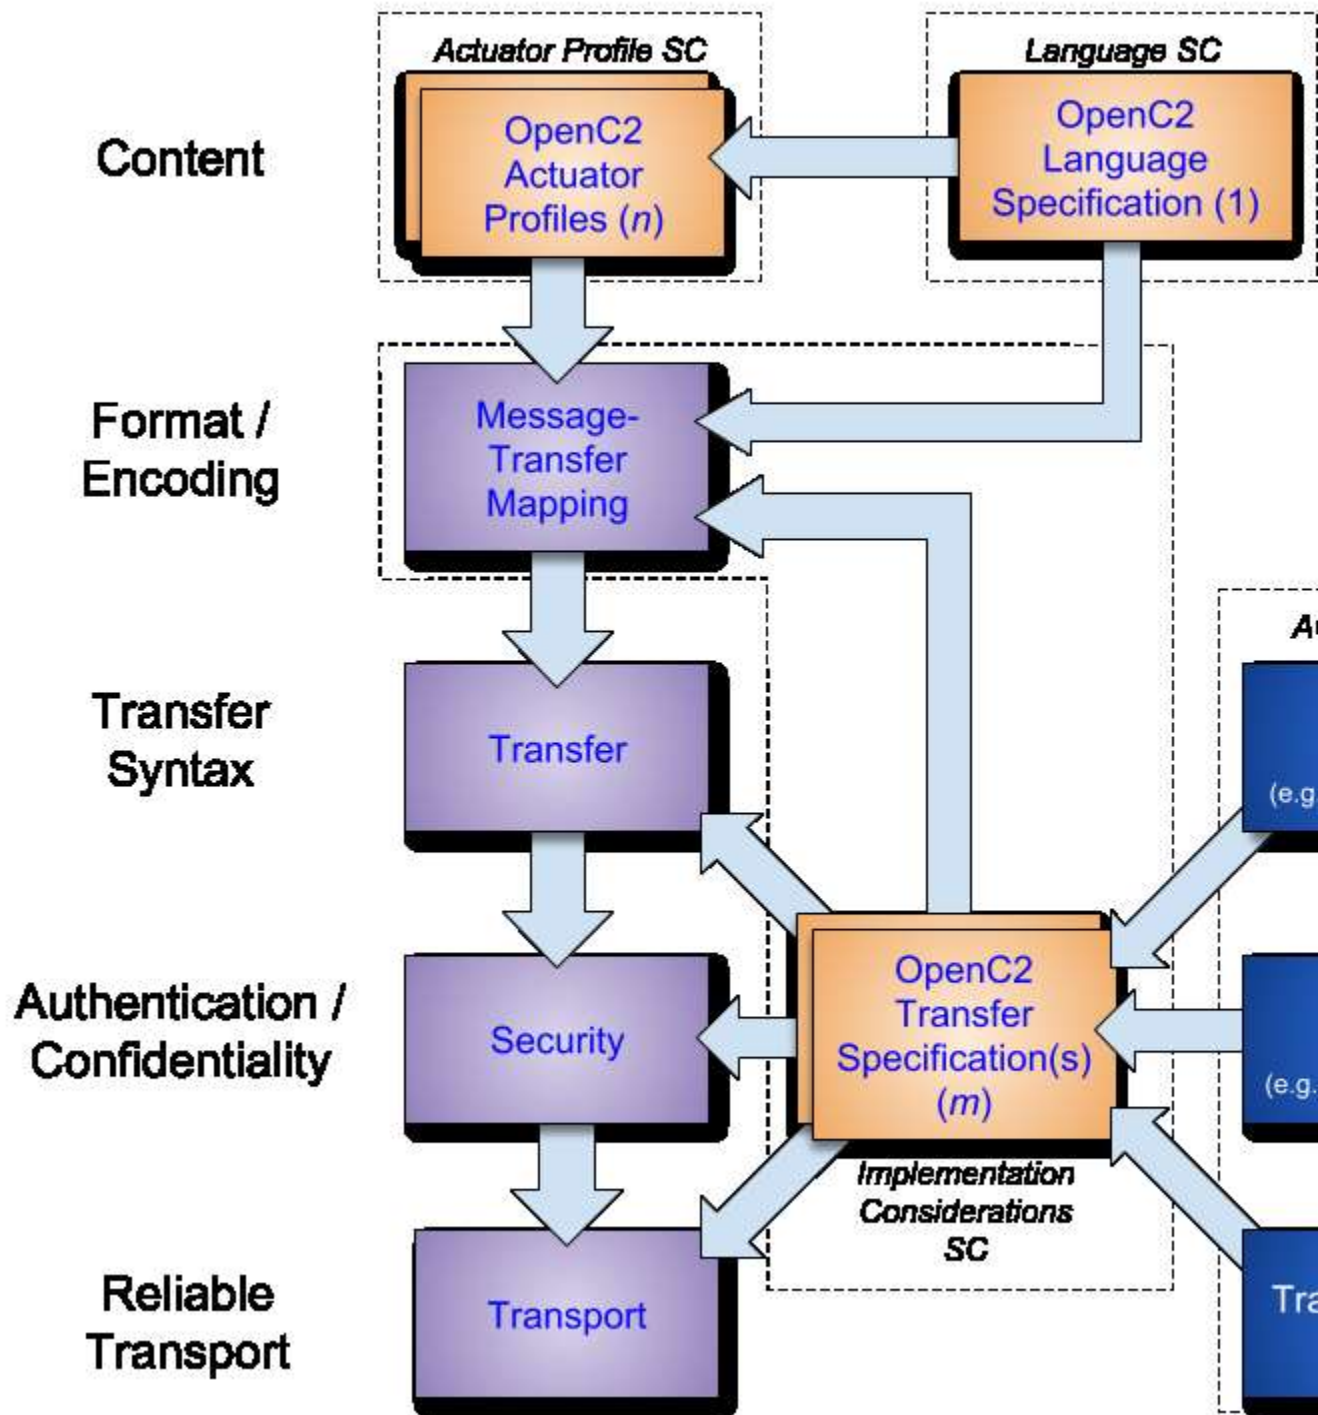 Actuator Profile SC
Language SC
Content
OpenC2
Actuator
Profiles (n)
OpenC2
Language
Specification (1)
Format /
Encoding
Message-
Transfer
Mapping
Transfer
Syntax
Transfer
(e.g.
Authentication /
Confidentiality
Security
OpenC2
Transfer
Specification(s)
(m)
(e.g.
Implementation
Considerations
SC
Reliable
Transport
Transport